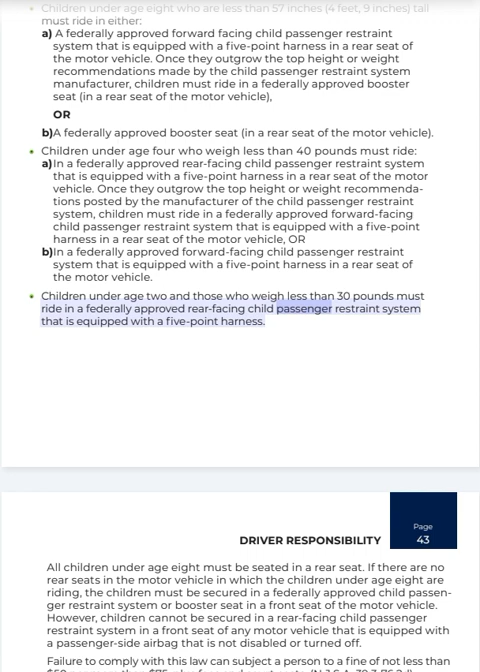 • Children under age eight who are less than 57 inches (4 feet, 9 inches) tall
must ride in either:
a) A federally approved forward facing child passenger restraint
system that is equipped with a five-point harness in a rear seat of
the motor vehicle. Once they outgrow the top height or weight
recommendations made by the child passenger restraint system
manufacturer, children must ride in a federally approved booster
seat (in a rear seat of the motor vehicle),
OR
b)A federally approved booster seat (in a rear seat of the motor vehicle).
• Children under age four who weigh less than 40 pounds must ride:
a)In a federally approved rear-facing child passenger restraint system
that is equipped with a five-point harness in a rear seat of the motor
vehicle. Once they outgrow the top height or weight recommenda-
tions posted by the manufacturer of the child passenger restraint
system, children must ride in a federally approved forward-facing
child passenger restraint system that is equipped with a five-point
harness in a rear seat of the motor vehicle, OR
b)In a federally approved forward-facing child passenger restraint
system that is equipped with a five-point harness in a rear seat of
the motor vehicle.
• Children under age two and those who weigh less than 30 pounds must
ride in a federally approved rear-facing child passenger restraint system
that is equipped with a five-point harness.
Page
DRIVER RESPONSIBILITY 43
All children under age eight must be seated in a rear seat. If there are no
rear seats in the motor vehicle in which the children under age eight are
riding, the children must be secured in a federally approved child passen-
ger restraint system or booster seat in a front seat of the motor vehicle.
However, children cannot be secured in a rear-facing child passenger
restraint system in a front seat of any motor vehicle that is equipped with
a passenger-side airbag that is not disabled or turned off.
Failure to comply with this law can subject a person to a fine of not less than